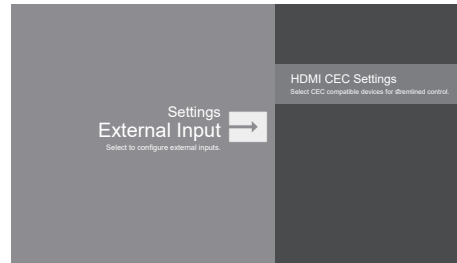 Settings
External Input
Select to configure external inputs.
HDMI CEC Settings
Select CEC compatible devices for streamlined control.